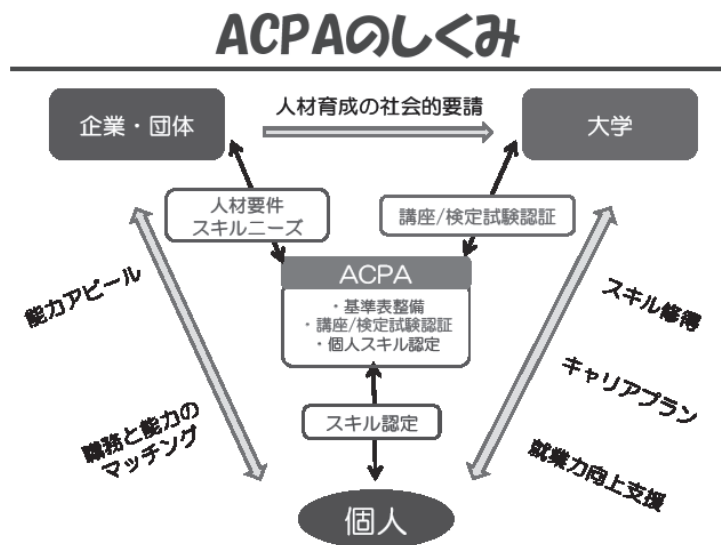 ACPAのしくみ
企業・団体
人材育成の社会的要請
大学
人材要件
スキルニーズ
講座/検定試験認証
ACPA
・基準表整備
・講座/検定試験認証
・個人スキル認定
能力アピール
職務と能力の
マッチング
スキル修得
キャリアプラン
就業力向上支援
スキル認定
個人